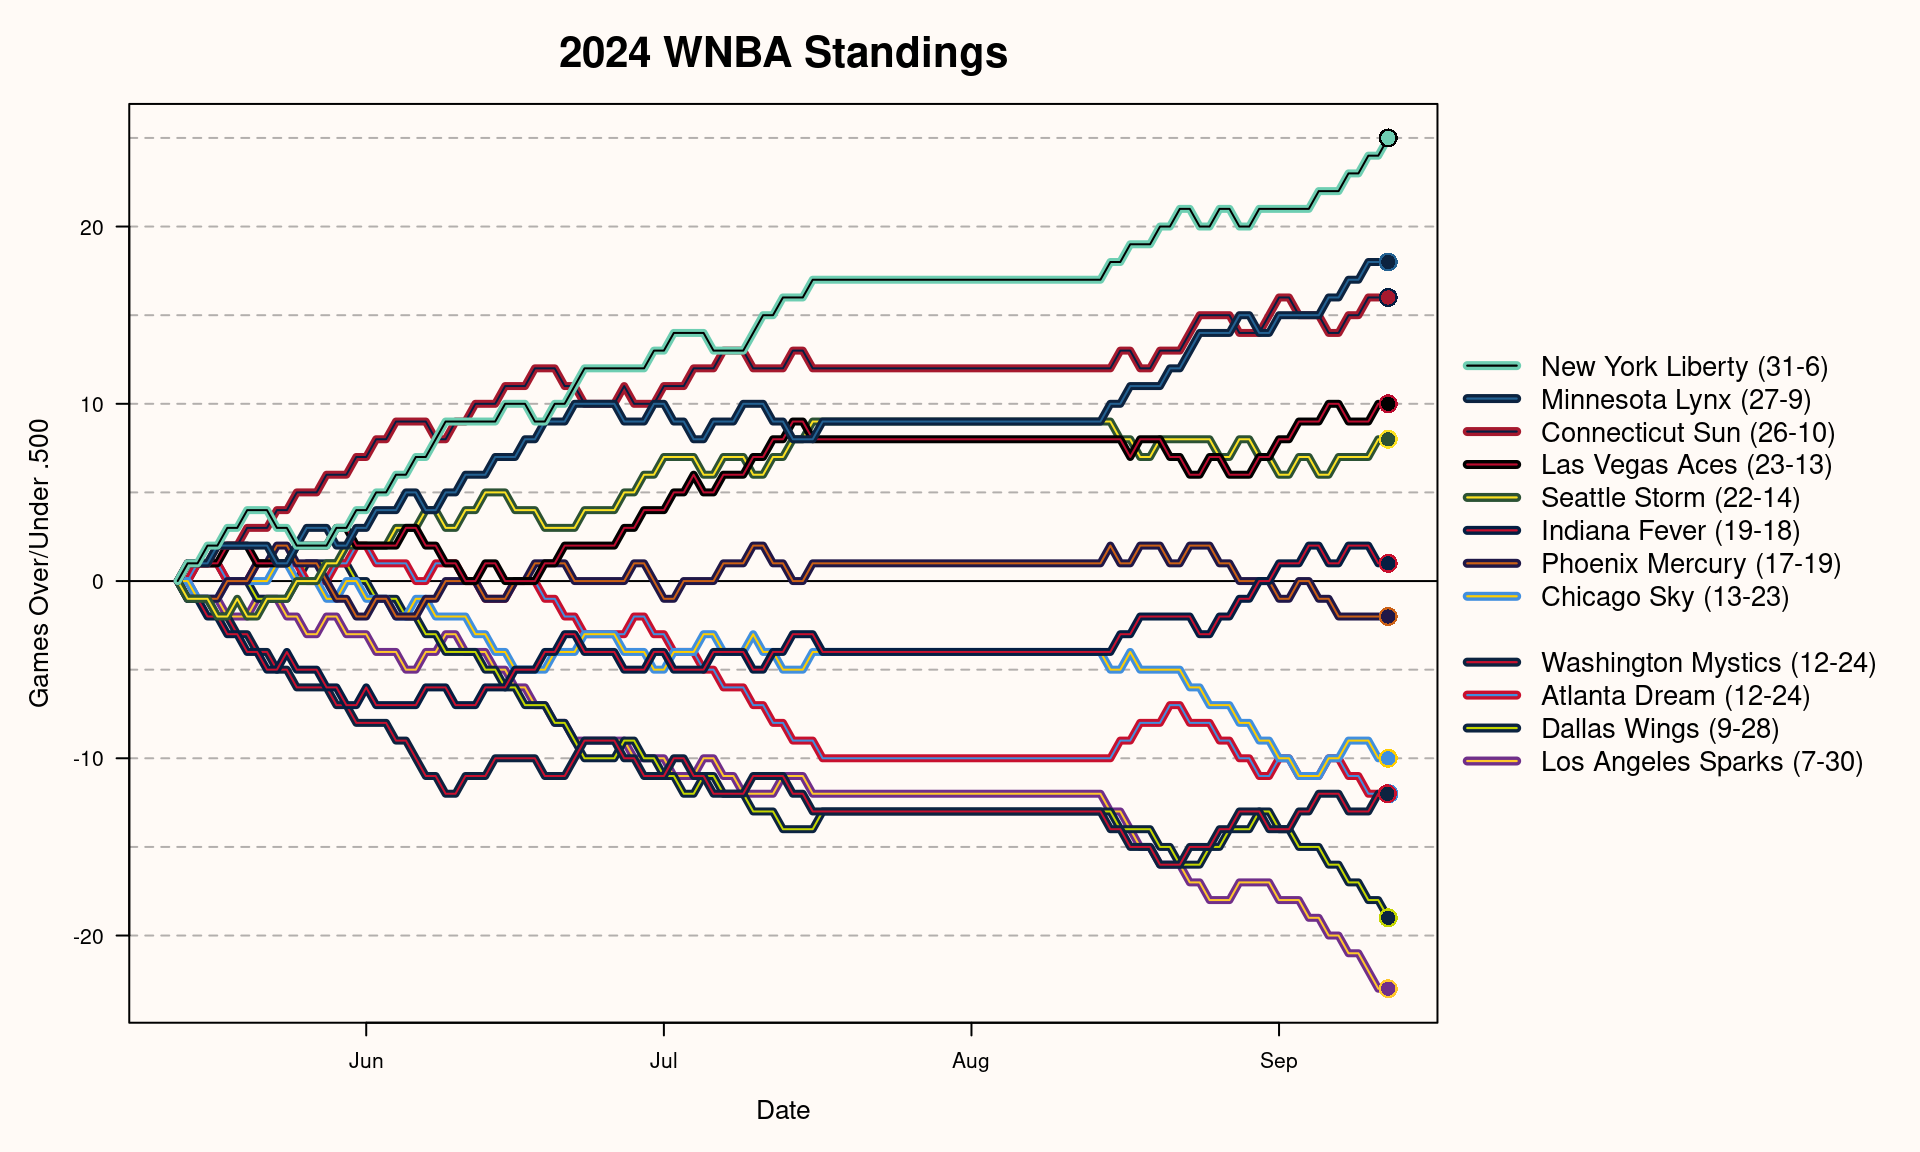 2024 WNBA Standings
Games Over/Under .500
20
10
0
-10
-20
Jun
Jul
Aug
Sep
Date
New York Liberty (31-6)
Minnesota Lynx (27-9)
Connecticut Sun (26-10)
Las Vegas Aces (23-13)
Seattle Storm (22-14)
Indiana Fever (19-18)
Phoenix Mercury (17-19)
Chicago Sky (13-23)
Washington Mystics (12-24)
Atlanta Dream (12-24)
Dallas Wings (9-28)
Los Angeles Sparks (7-30)